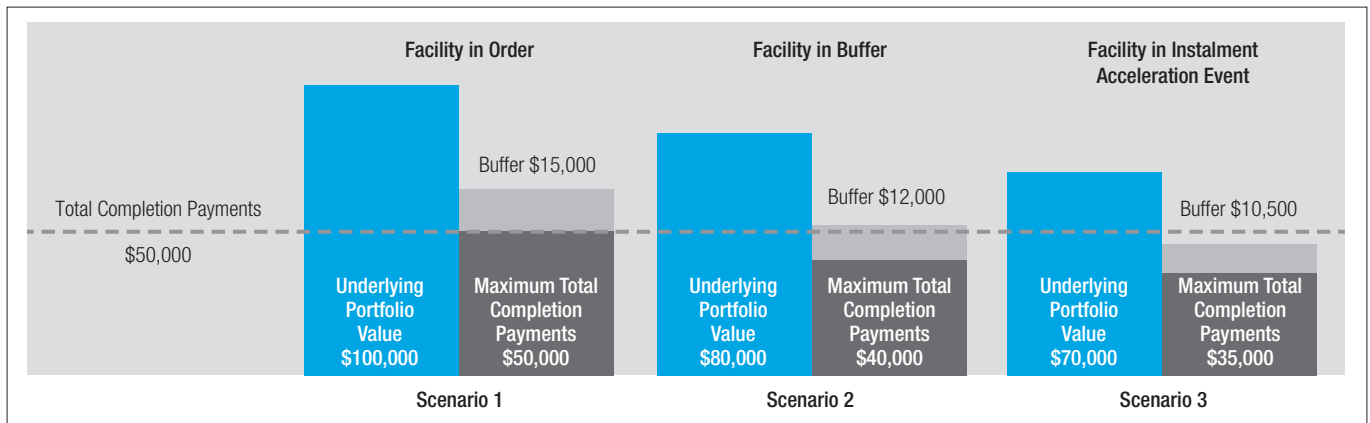 Facility in Order
Facility in Buffer
Facility in Instalment
Acceleration Event
Buffer $15,000
Buffer $12,000
Buffer $10,500
Total Completion Payments
$50,000
Underlying
Portfolio
Value
$100,000
Maximum Total
Completion
Payments
$50,000
Underlying
Portfolio
Value
$80,000
Maximum Total
Completion
Payments
$40,000
Underlying
Portfolio
Value
$70,000
Maximum Total
Completion
Payments
$35,000
Scenario 1
Scenario 2
Scenario 3